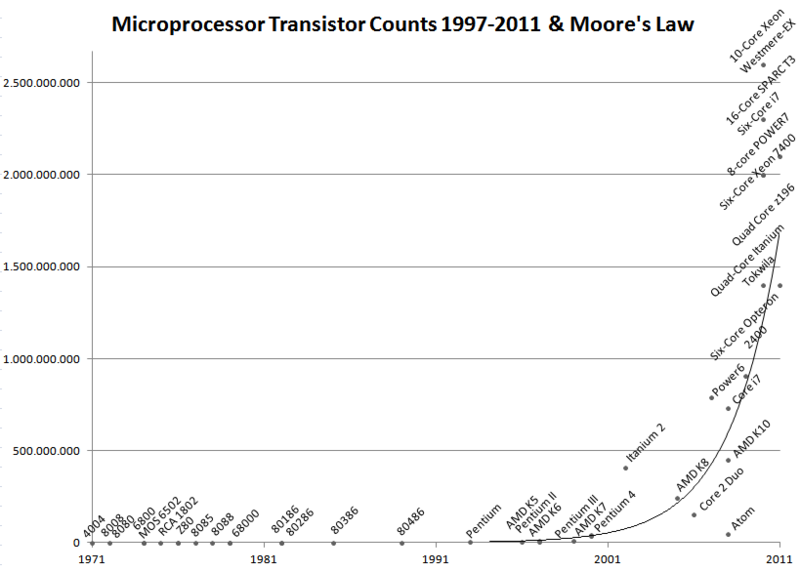 Microprocessor Transistor Counts 1997-2011 & Moore's Law
10-Core Xeon
Westmere-EX
16-Core SPARC T3
Six-Core i7
8-core POWER7
Six-Core Xeon 7400
Quad Core z196
Quad-Core Itanium
Tokwila
Six-Core Opteron
2400
Power6
Core i7
Itanium 2
AMD K10
AMD K8
Core 2 Duo
Atom
2.500.000.000
2.000.000.000
1.500.000.000
1.000.000.000
500.000.000
0
4004
8008
8080
6800
MOS 6502
RCA 1802
Z80
8085
8088
68000
80186
80286
80386
80486
Pentium
AMD K5
Pentium II
AMD K6
Pentium III
AMD K7
Pentium 4
1971
1981
1991
2001
2011